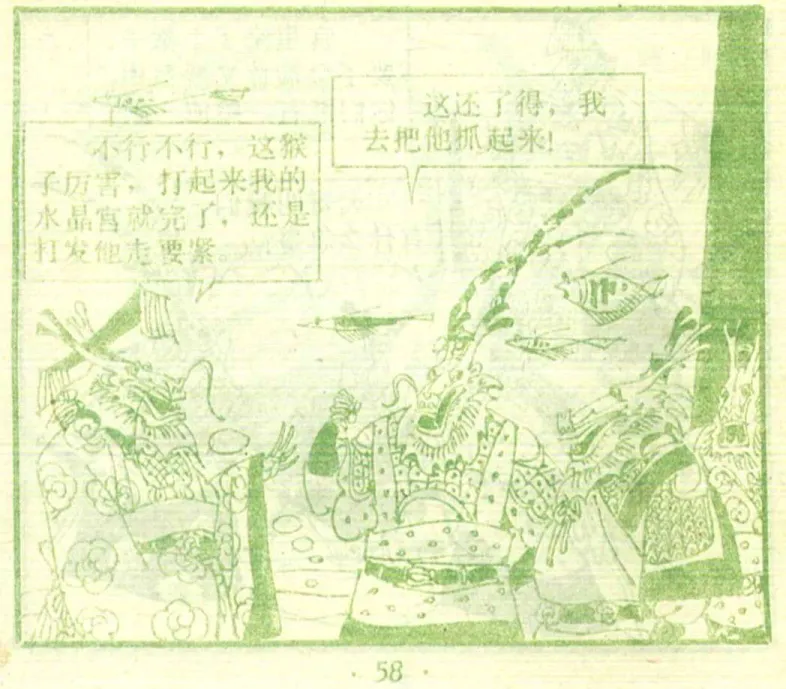 这还了得，我
去把他抓起来!
不行不行，这猴
子厉害，打起来我的
水晶宫就完了，还是
打发他走要紧。
· 58 ·